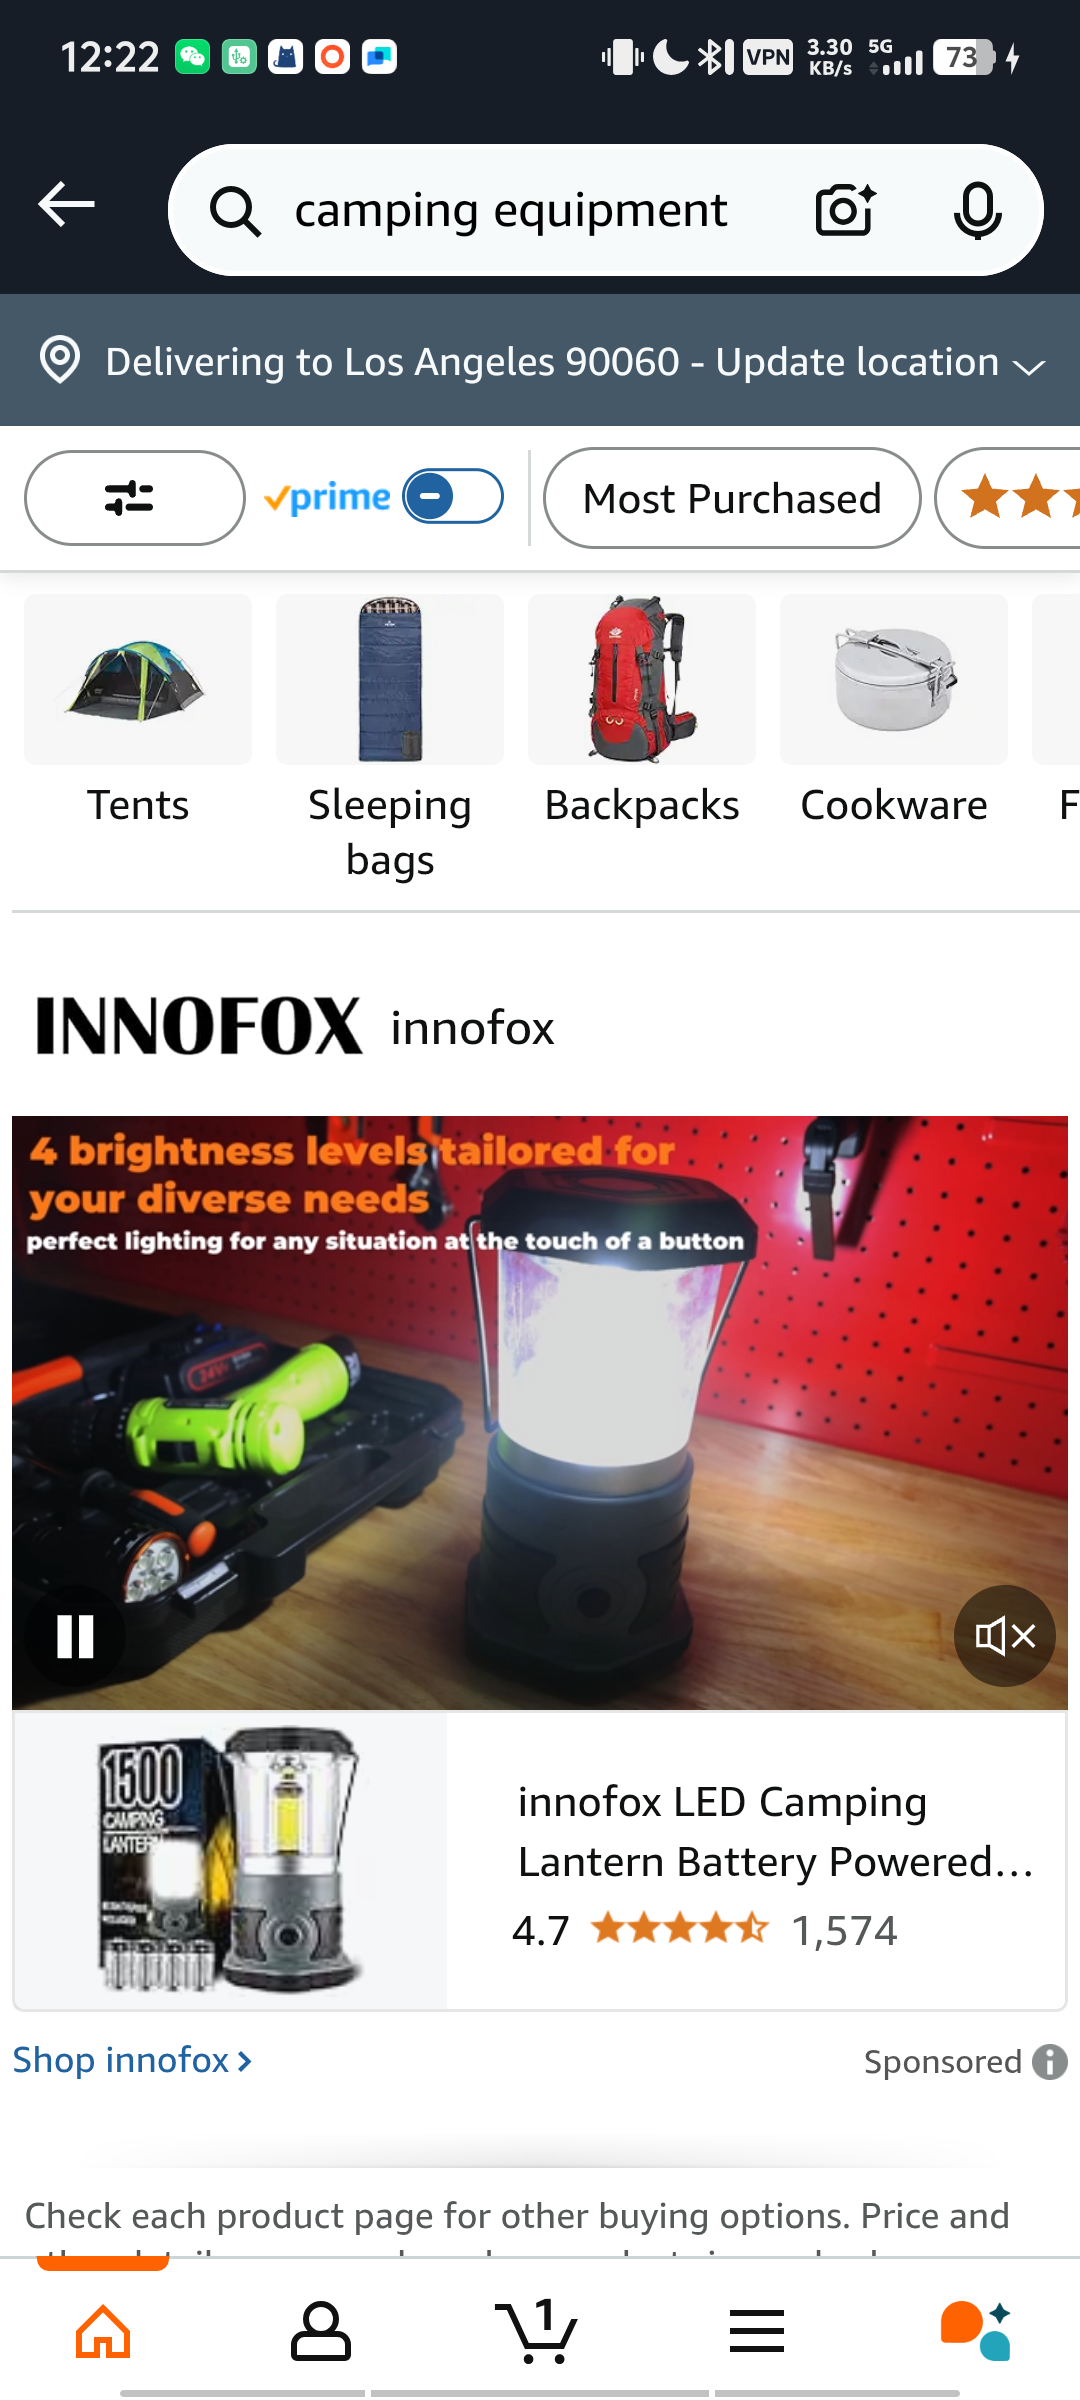 12:22
VPN
3.30
KB/s
5G
73
camping equipment
Delivering to Los Angeles 90060 - Update location
prime
Most Purchased
Tents
Sleeping
bags
Backpacks
Cookware
F
INNOFOX
innofox
4 brightness levels tailored for
your diverse needs
perfect lighting for any situation at the touch of a button
24V
1500
CAMPING
LANTERN
innofox LED Camping
Lantern Battery Powered...
4.7
1,574
Shop innofox
Sponsored
Check each product page for other buying options. Price and
1